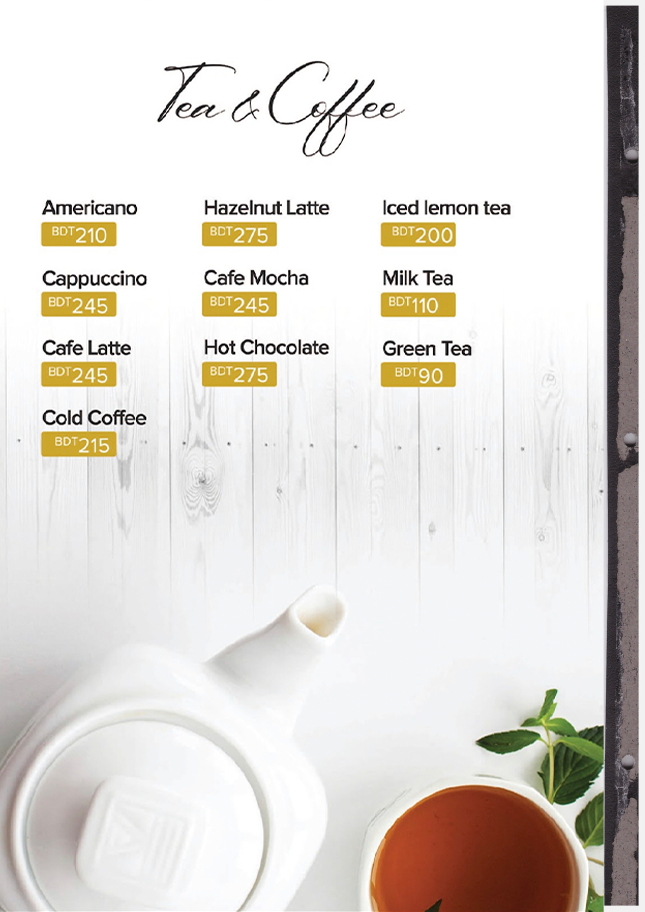 Tea & Coffee
Americano
BDT210
Cappuccino
BDT245
Cafe Latte
BDT245
Cold Coffee
BDT215
Hazelnut Latte
BDT275
Cafe Mocha
BDT245
Hot Chocolate
BDT275
Iced lemon tea
BDT200
Milk Tea
BDT110
Green Tea
BDT90